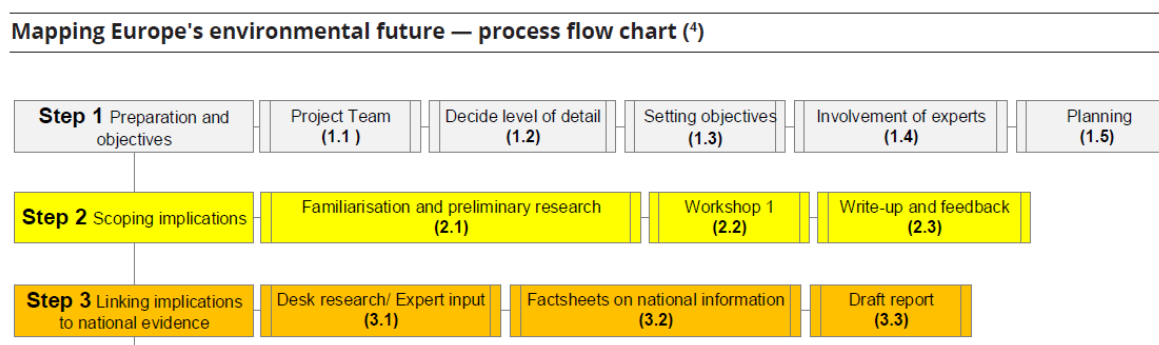 Mapping Europe's environmental future — process flow chart (⁴)
Step 1 Preparation and
objectives
Project Team
(1.1 )
Decide level of detail
(1.2)
Setting objectives
(1.3)
Involvement of experts
(1.4)
Planning
(1.5)
Step 2 Scoping implications
Familiarisation and preliminary research
(2.1)
Workshop 1
(2.2)
Write-up and feedback
(2.3)
Step 3 Linking implications
to national evidence
Desk research/ Expert input
(3.1)
Factsheets on national information
(3.2)
Draft report
(3.3)